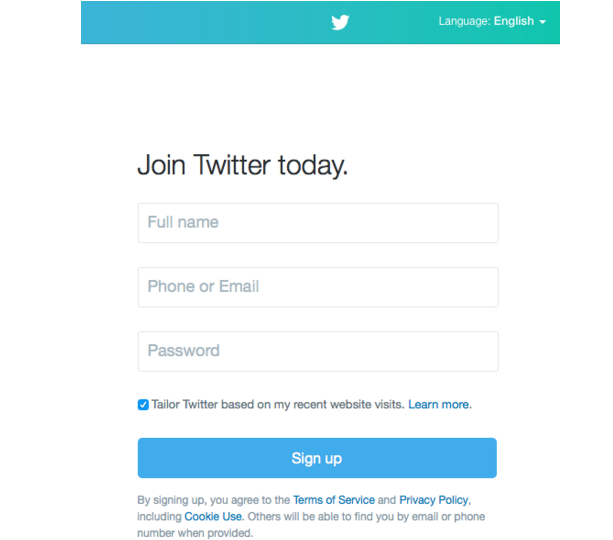 Language: English
Join Twitter today.
Full name
Phone or Email
Password
Tailor Twitter based on my recent website visits. Learn more.
Sign up
By signing up, you agree to the Terms of Service and Privacy Policy,
including Cookie Use. Others will be able to find you by email or phone
number when provided.